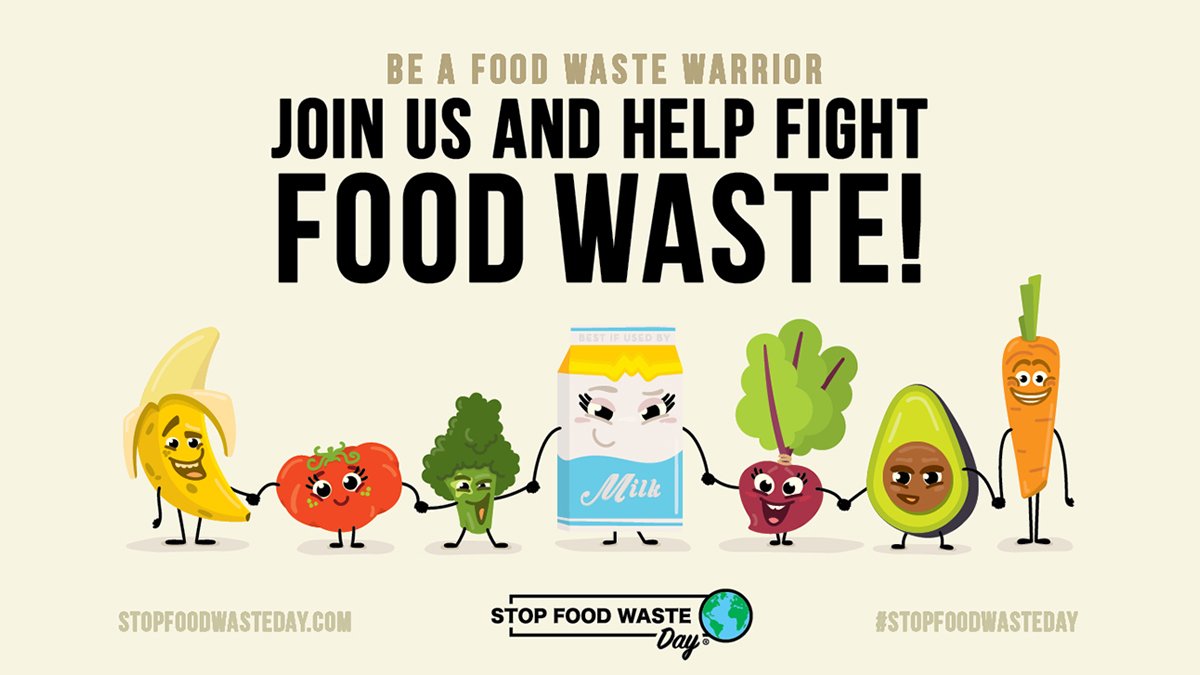 BE A FOOD WASTE WARRIOR
JOIN US AND HELP FIGHT
FOOD WASTE!
BEST IF USED BY
Milk
STOPFOODWASTEDAY.COM
STOP FOOD WASTE
Day®
#STOPFOODWASTEDAY